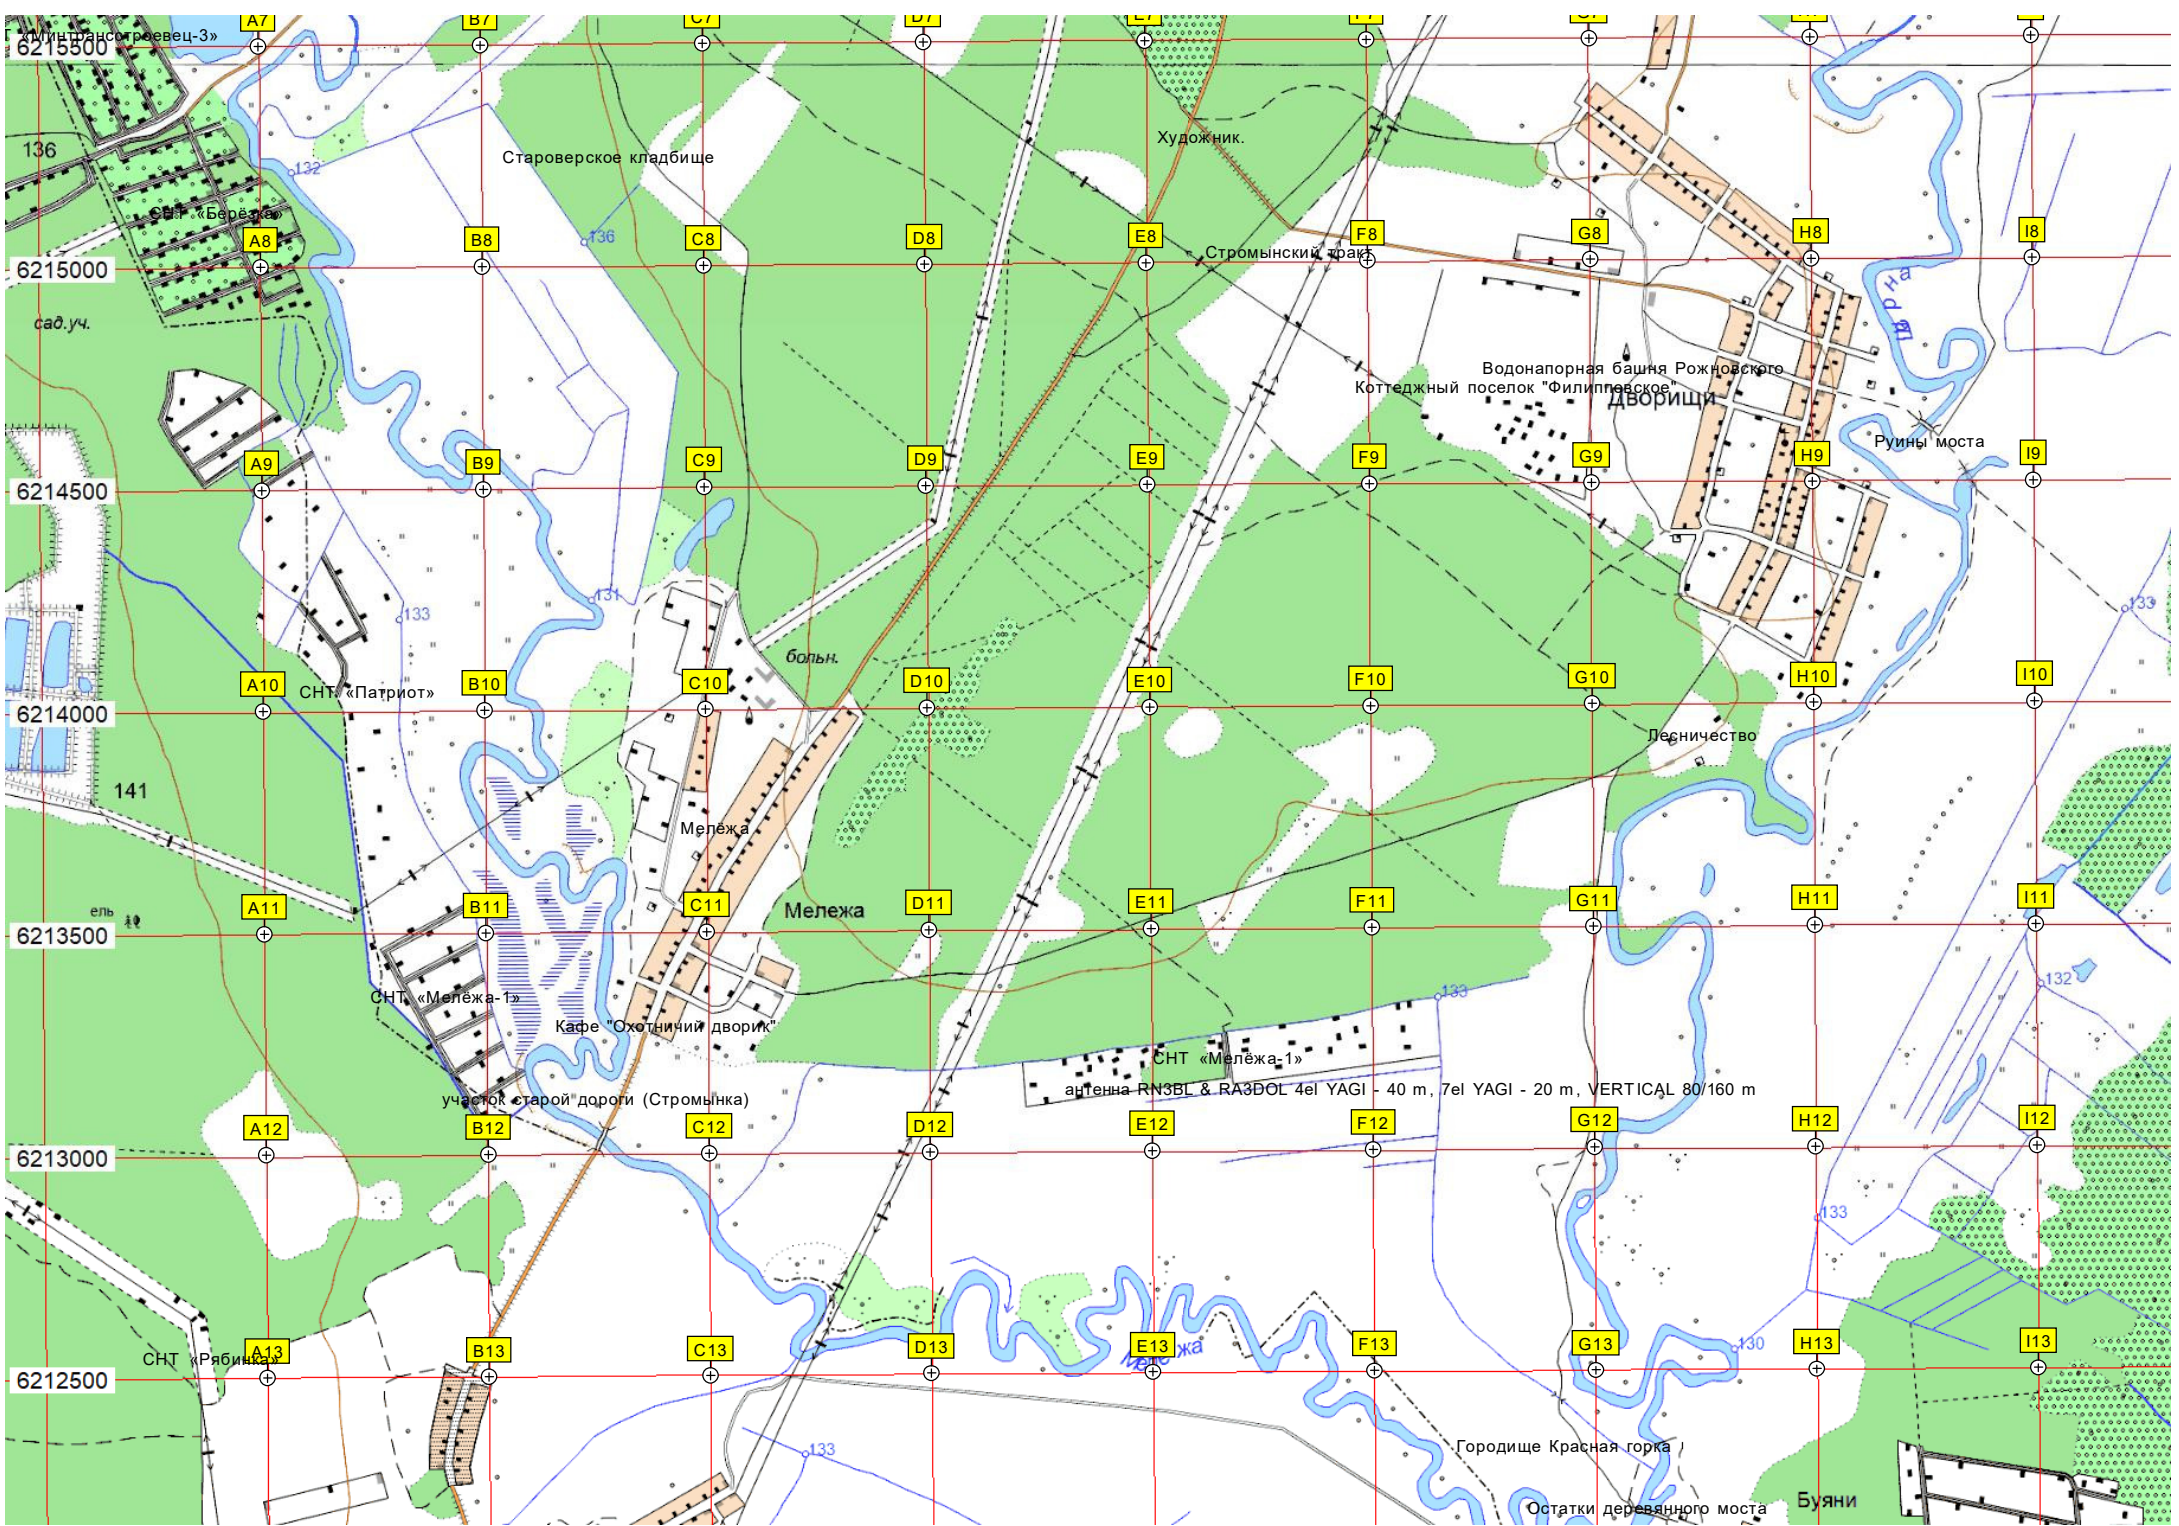 A7 B7 C7 D7 E7 F7 G7
«Минтрансстроевец-3»
6215500
Художник.
136
Староверское кладбище
132
СНТ «Берёзка»
136
A8 B8 C8 D8 E8 F8 G8 H8 I8
Стромынский тракт
6215000
Шерна
сад.уч.
Водонапорная башня Рожновского
Коттеджный поселок "Филипповское"
Дворищи
Руины моста
A9 B9 C9 D9 E9 F9 G9 H9 I9
6214500
131
133
133
больн.
A10 B10 C10 D10 E10 F10 G10 H10 I10
СНТ «Патриот»
6214000
Лесничество
141
Мелёжа
A11 B11 C11 D11 E11 F11 G11 H11 I11
ель
Мележа
6213500
132
СНТ «Мелёжа-1»
133
Кафе "Охотничий дворик"
СНТ «Мелёжа-1»
антенна RN3BL & RA3DOL 4el YAGI - 40 m, 7el YAGI - 20 m, VERTICAL 80/160 m
участок старой дороги (Стромынка)
A12 B12 C12 D12 E12 F12 G12 H12 I12
6213000
133
A13 B13 C13 D13 E13 F13 G13 H13 I13
130
СНТ «Рябинка»
Мележа
6212500
133
Городище Красная горка
Остатки деревянного моста
Буяни